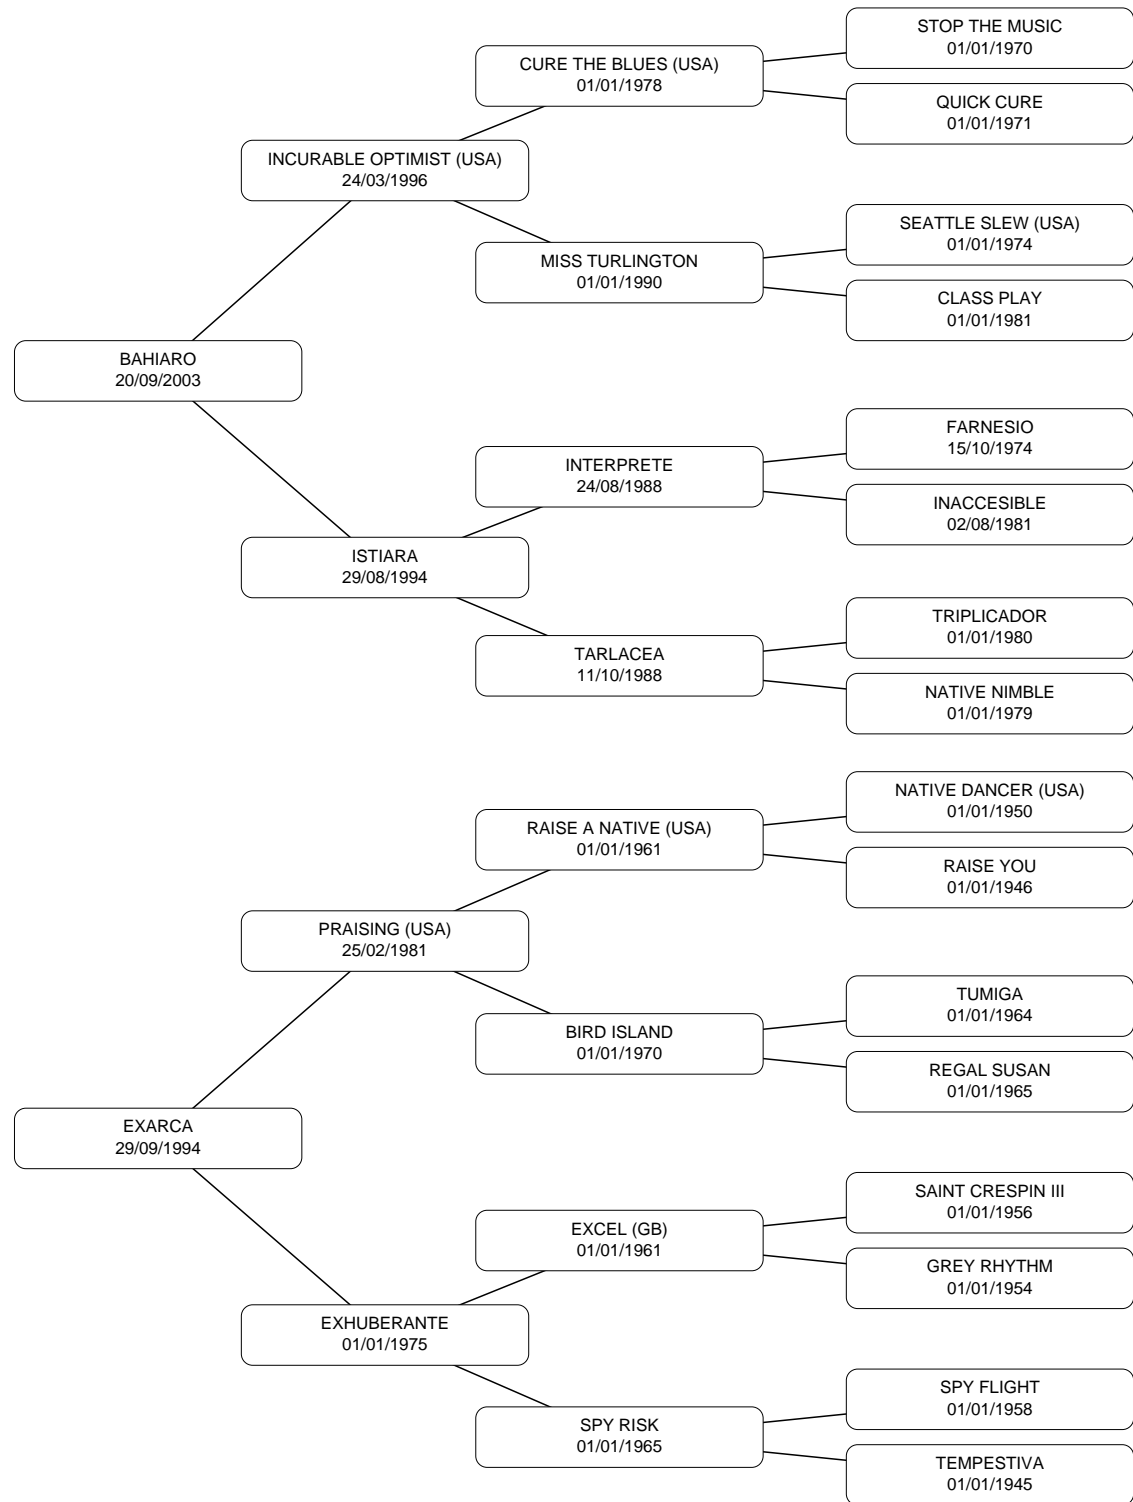 STOP THE MUSIC
01/01/1970
CURE THE BLUES (USA)
01/01/1978
QUICK CURE
01/01/1971
INCURABLE OPTIMIST (USA)
24/03/1996
SEATTLE SLEW (USA)
01/01/1974
MISS TURLINGTON
01/01/1990
CLASS PLAY
01/01/1981
BAHIARO
20/09/2003
FARNESIO
15/10/1974
INTERPRETE
24/08/1988
INACCESIBLE
02/08/1981
ISTIARA
29/08/1994
TRIPLICADOR
01/01/1980
TARLACEA
11/10/1988
NATIVE NIMBLE
01/01/1979
NATIVE DANCER (USA)
01/01/1950
RAISE A NATIVE (USA)
01/01/1961
RAISE YOU
01/01/1946
PRAISING (USA)
25/02/1981
TUMIGA
01/01/1964
BIRD ISLAND
01/01/1970
REGAL SUSAN
01/01/1965
EXARCA
29/09/1994
SAINT CRESPIN III
01/01/1956
EXCEL (GB)
01/01/1961
GREY RHYTHM
01/01/1954
EXHUBERANTE
01/01/1975
SPY FLIGHT
01/01/1958
SPY RISK
01/01/1965
TEMPESTIVA
01/01/1945